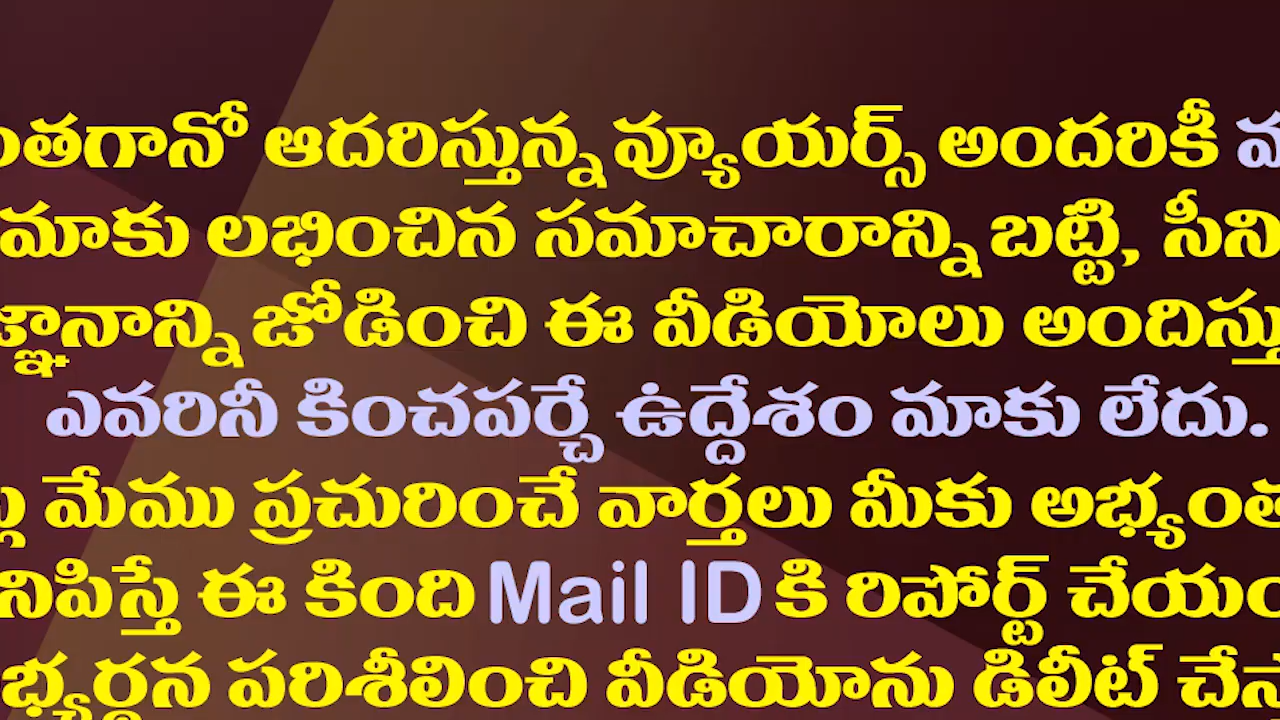 ఆదరిస్తున్న వ్యూయర్స్ అందరికీ
మాకు లభించిన సమాచారాన్ని బట్టి,
జోడించి ఈ వీడియోలు
ఎవరినీ కించపర్చే ఉద్దేశం మాకు లేదు.
మేము ప్రచురించే వార్తలు మీకు
ఈ కింది Mail ID కి రిపోర్ట్
పరిశీలించి వీడియోను డిలీట్